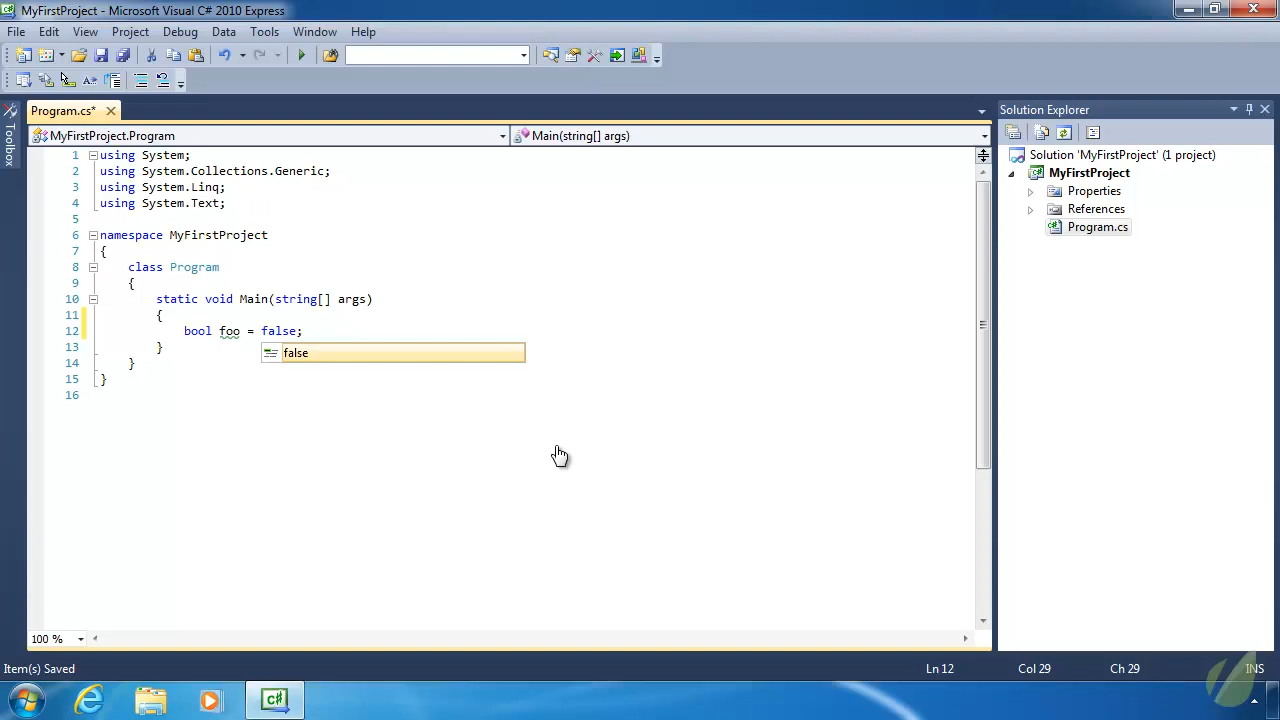 MyFirstProject - Microsoft Visual C# 2010 Express
File Edit View Project Debug Data Tools Window Help
Program.cs*
Solution Explorer
Toolbox
MyFirstProject.Program
Main(string[] args)
1 using System;
2 using System.Collections.Generic;
3 using System.Linq;
4 using System.Text;
5
6 namespace MyFirstProject
7 {
8 class Program
9 {
10 static void Main(string[] args)
11 {
12 bool foo = false;
13 }
false
14 }
15 }
16
Solution 'MyFirstProject' (1 project)
MyFirstProject
Properties
References
Program.cs
100 %
Item(s) Saved
Ln 12
Col 29
Ch 29
INS
C#